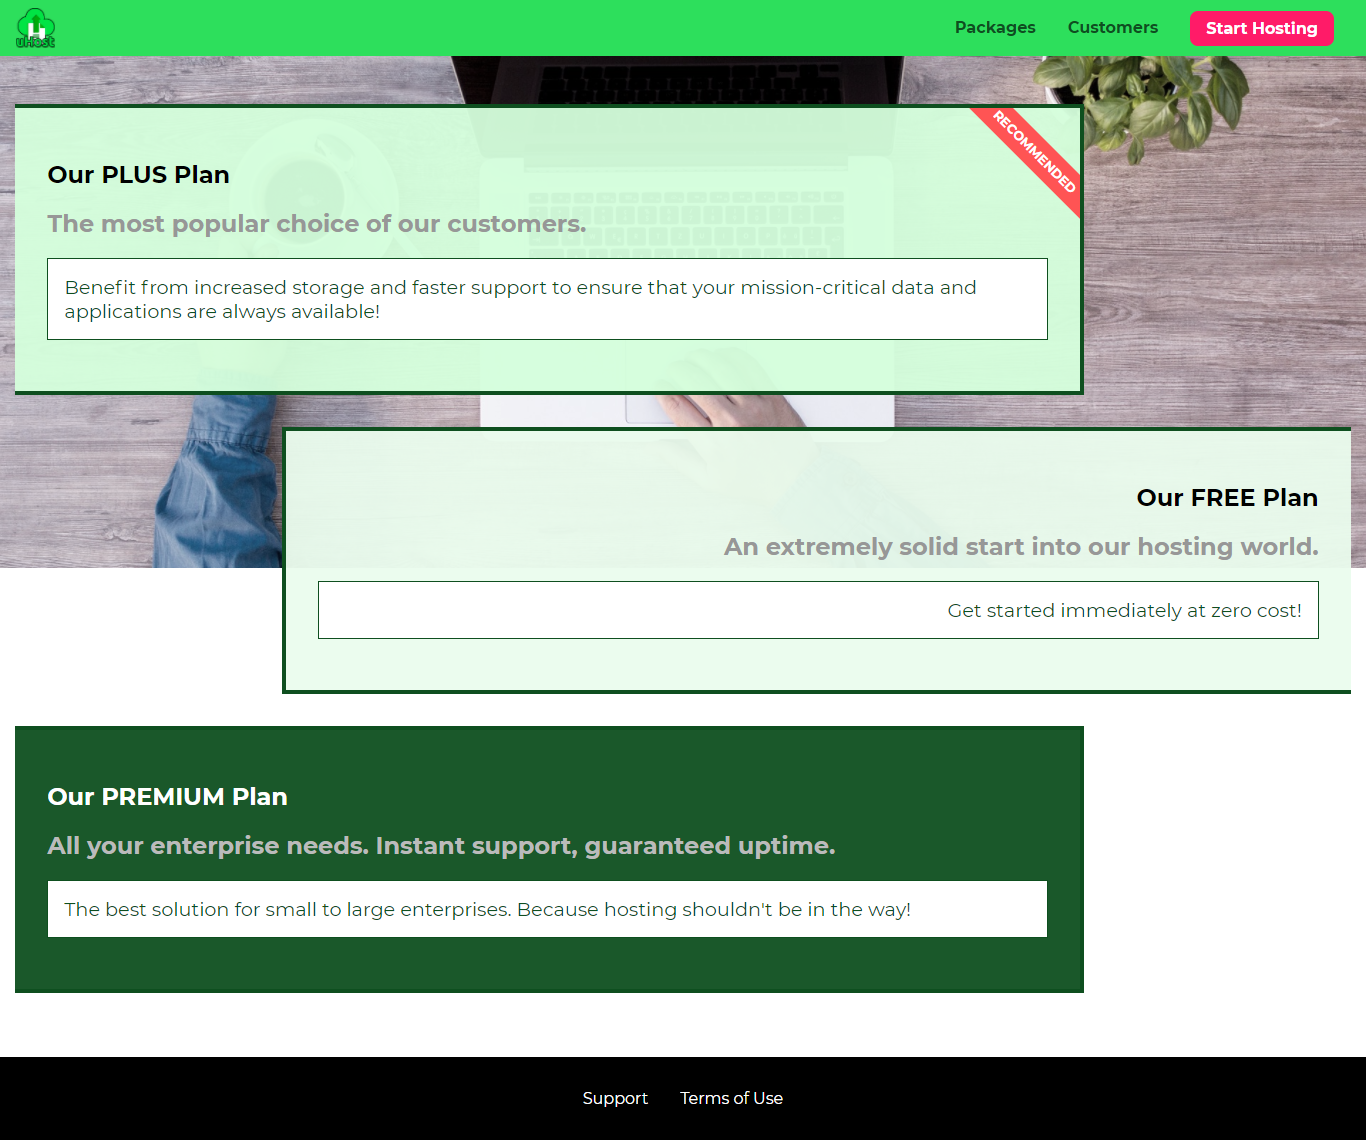 uHost
Packages Customers Start Hosting
RECOMMENDED
Our PLUS Plan
The most popular choice of our customers.
Benefit from increased storage and faster support to ensure that your mission-critical data and
applications are always available!
Our FREE Plan
An extremely solid start into our hosting world.
Get started immediately at zero cost!
Our PREMIUM Plan
All your enterprise needs. Instant support, guaranteed uptime.
The best solution for small to large enterprises. Because hosting shouldn't be in the way!
Support Terms of Use